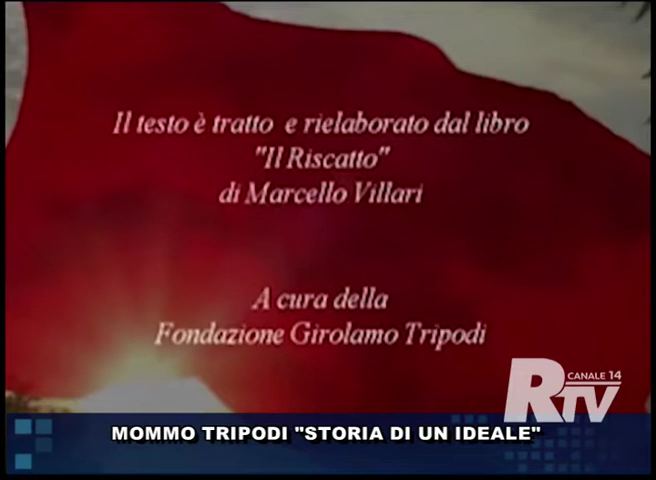 Il testo è tratto e rielaborato dal libro
"Il Riscatto"
di Marcello Villari
A cura della
Fondazione Girolamo Tripodi
CANALE 14
RTV
MOMMO TRIPODI "STORIA DI UN IDEALE"